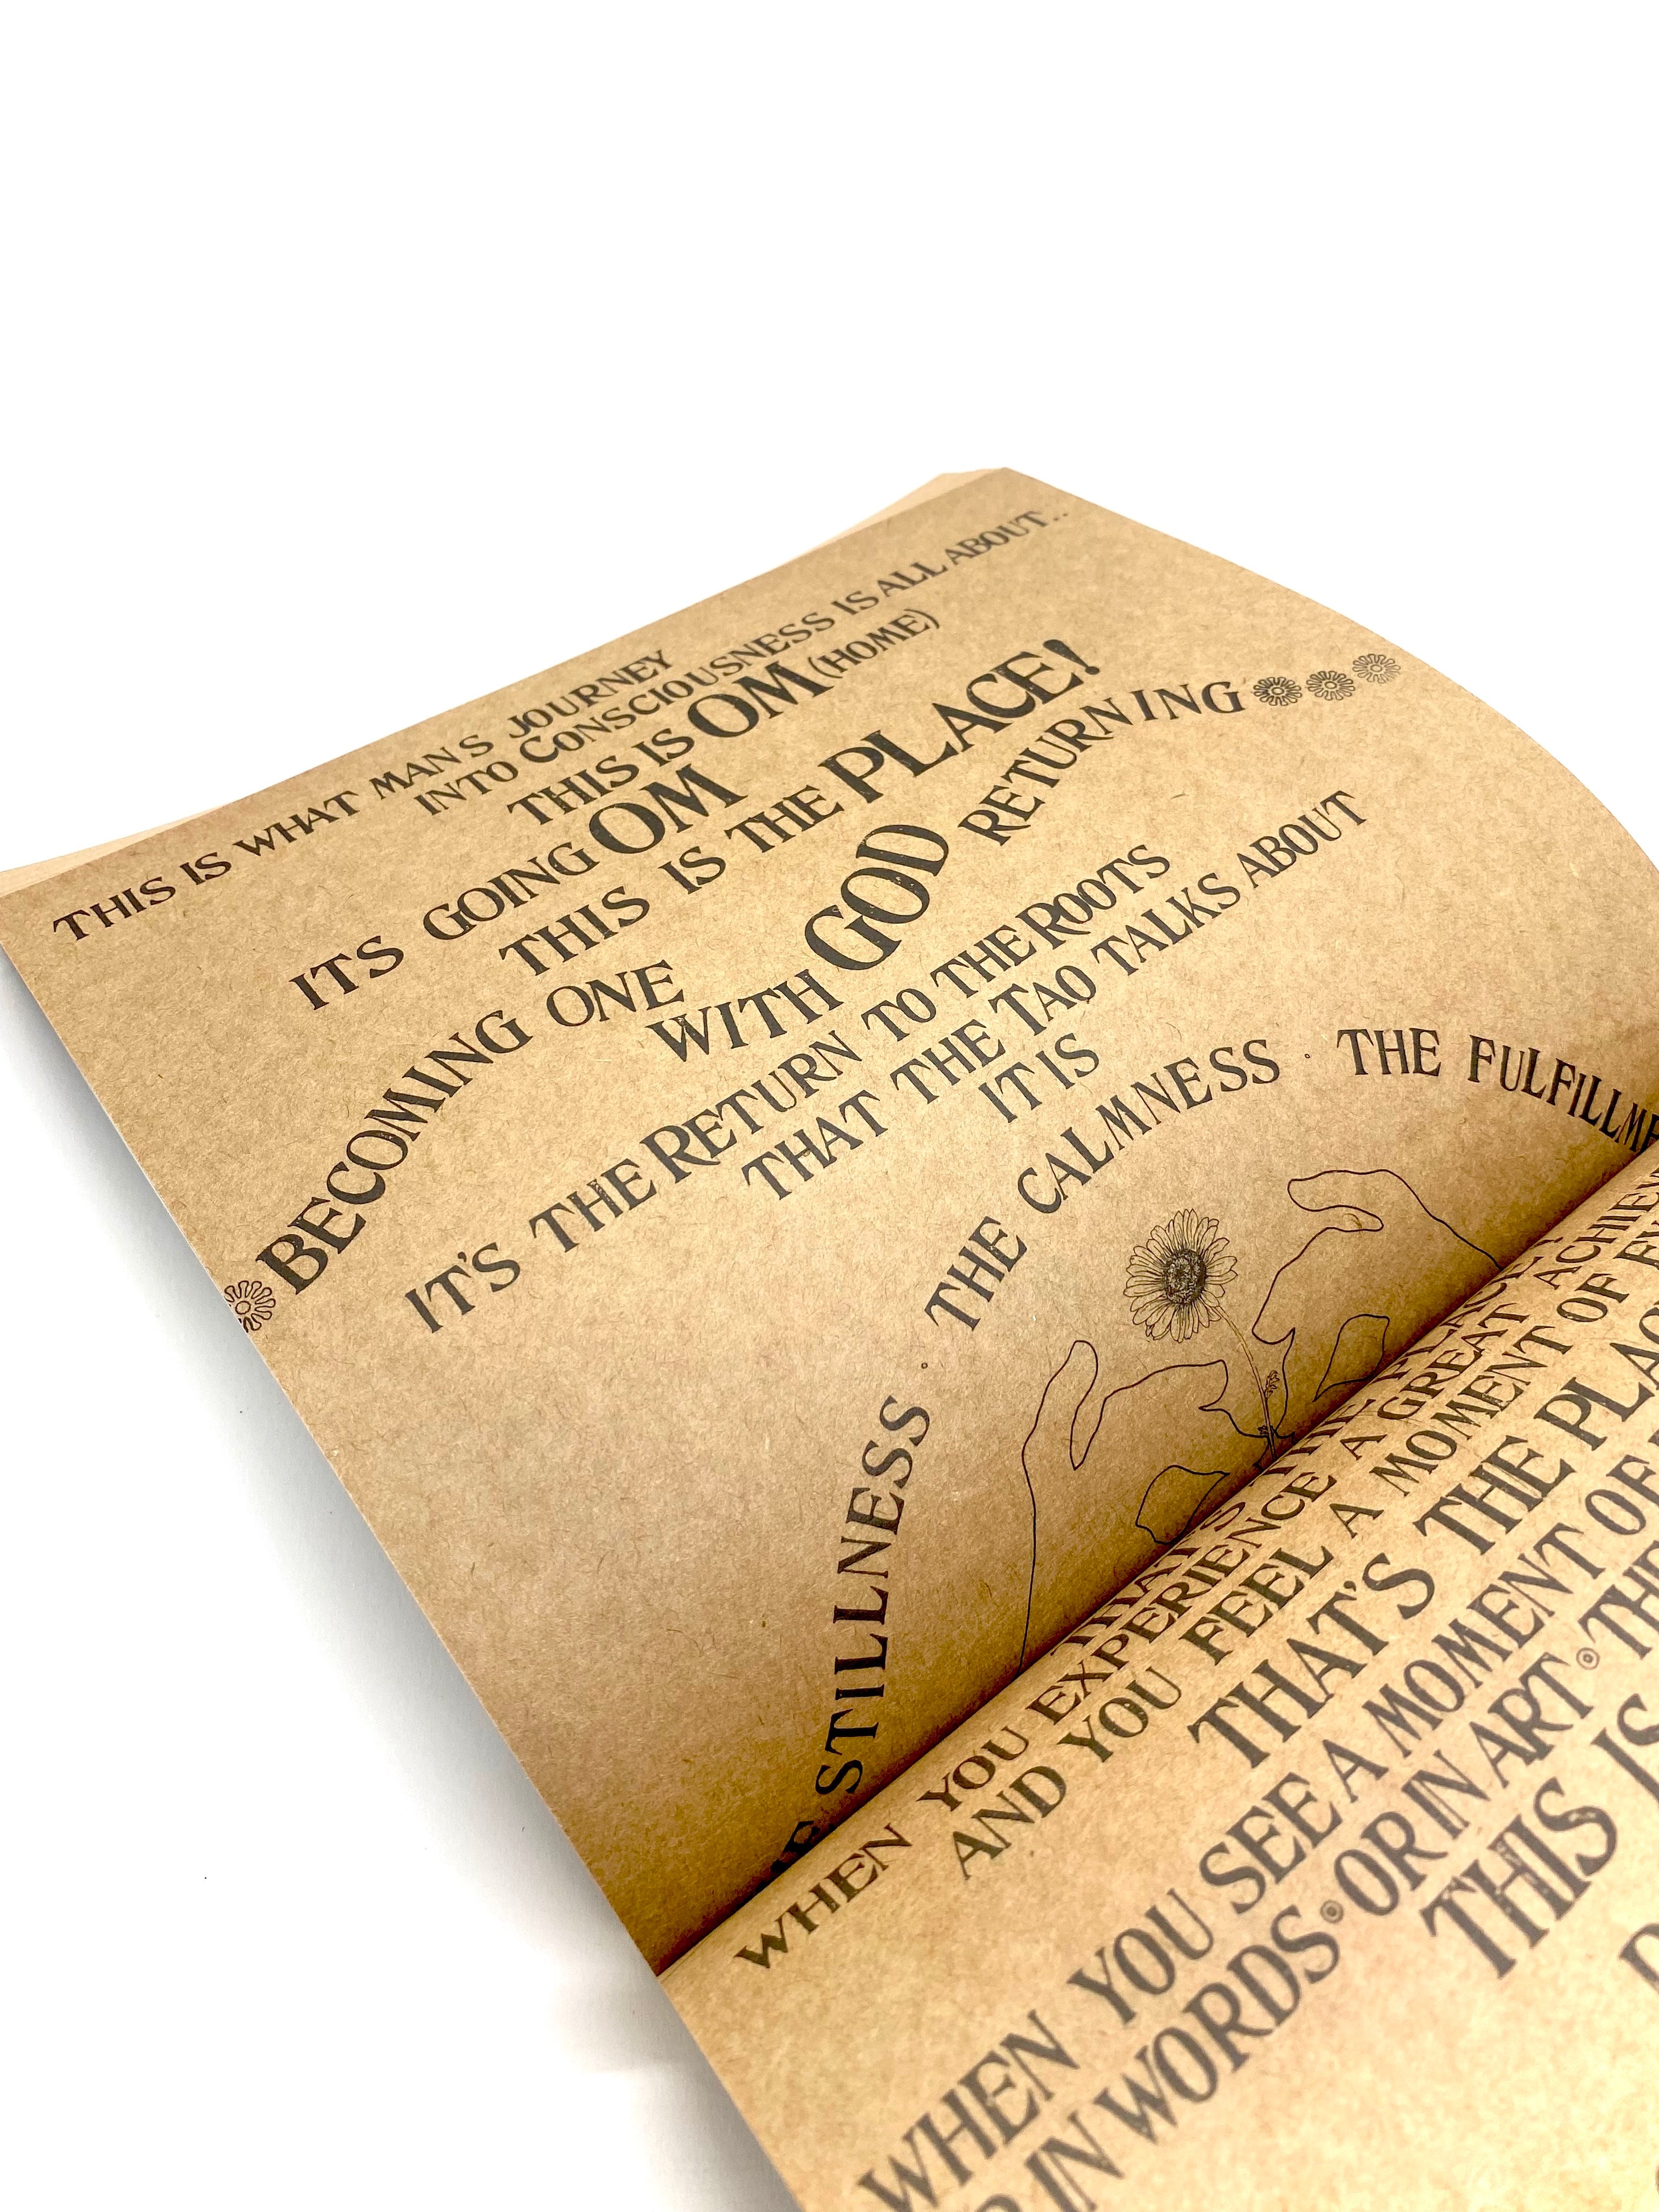 THIS IS WHAT MANS JOURNEY
INTO CONSCIOUSNESS IS ALL ABOUT..
THIS IS OM (HOME)
ITS GOING OM
THIS IS THE PLACE!
BECOMING ONE
WITH GOD RETURNING
IT'S THE RETURN TO THE ROOTS
THAT THE TAO TALKS ABOUT
IT IS
STILLNESS · THE CALMNESS · THE
THAT'S THE
WHEN YOU EXPERIENCE A GREAT
AND YOU FEEL A MOMENT OF
THAT'S THE
WHEN YOU SEE A MOMENT OF
IN WORDS OR IN ART
THIS